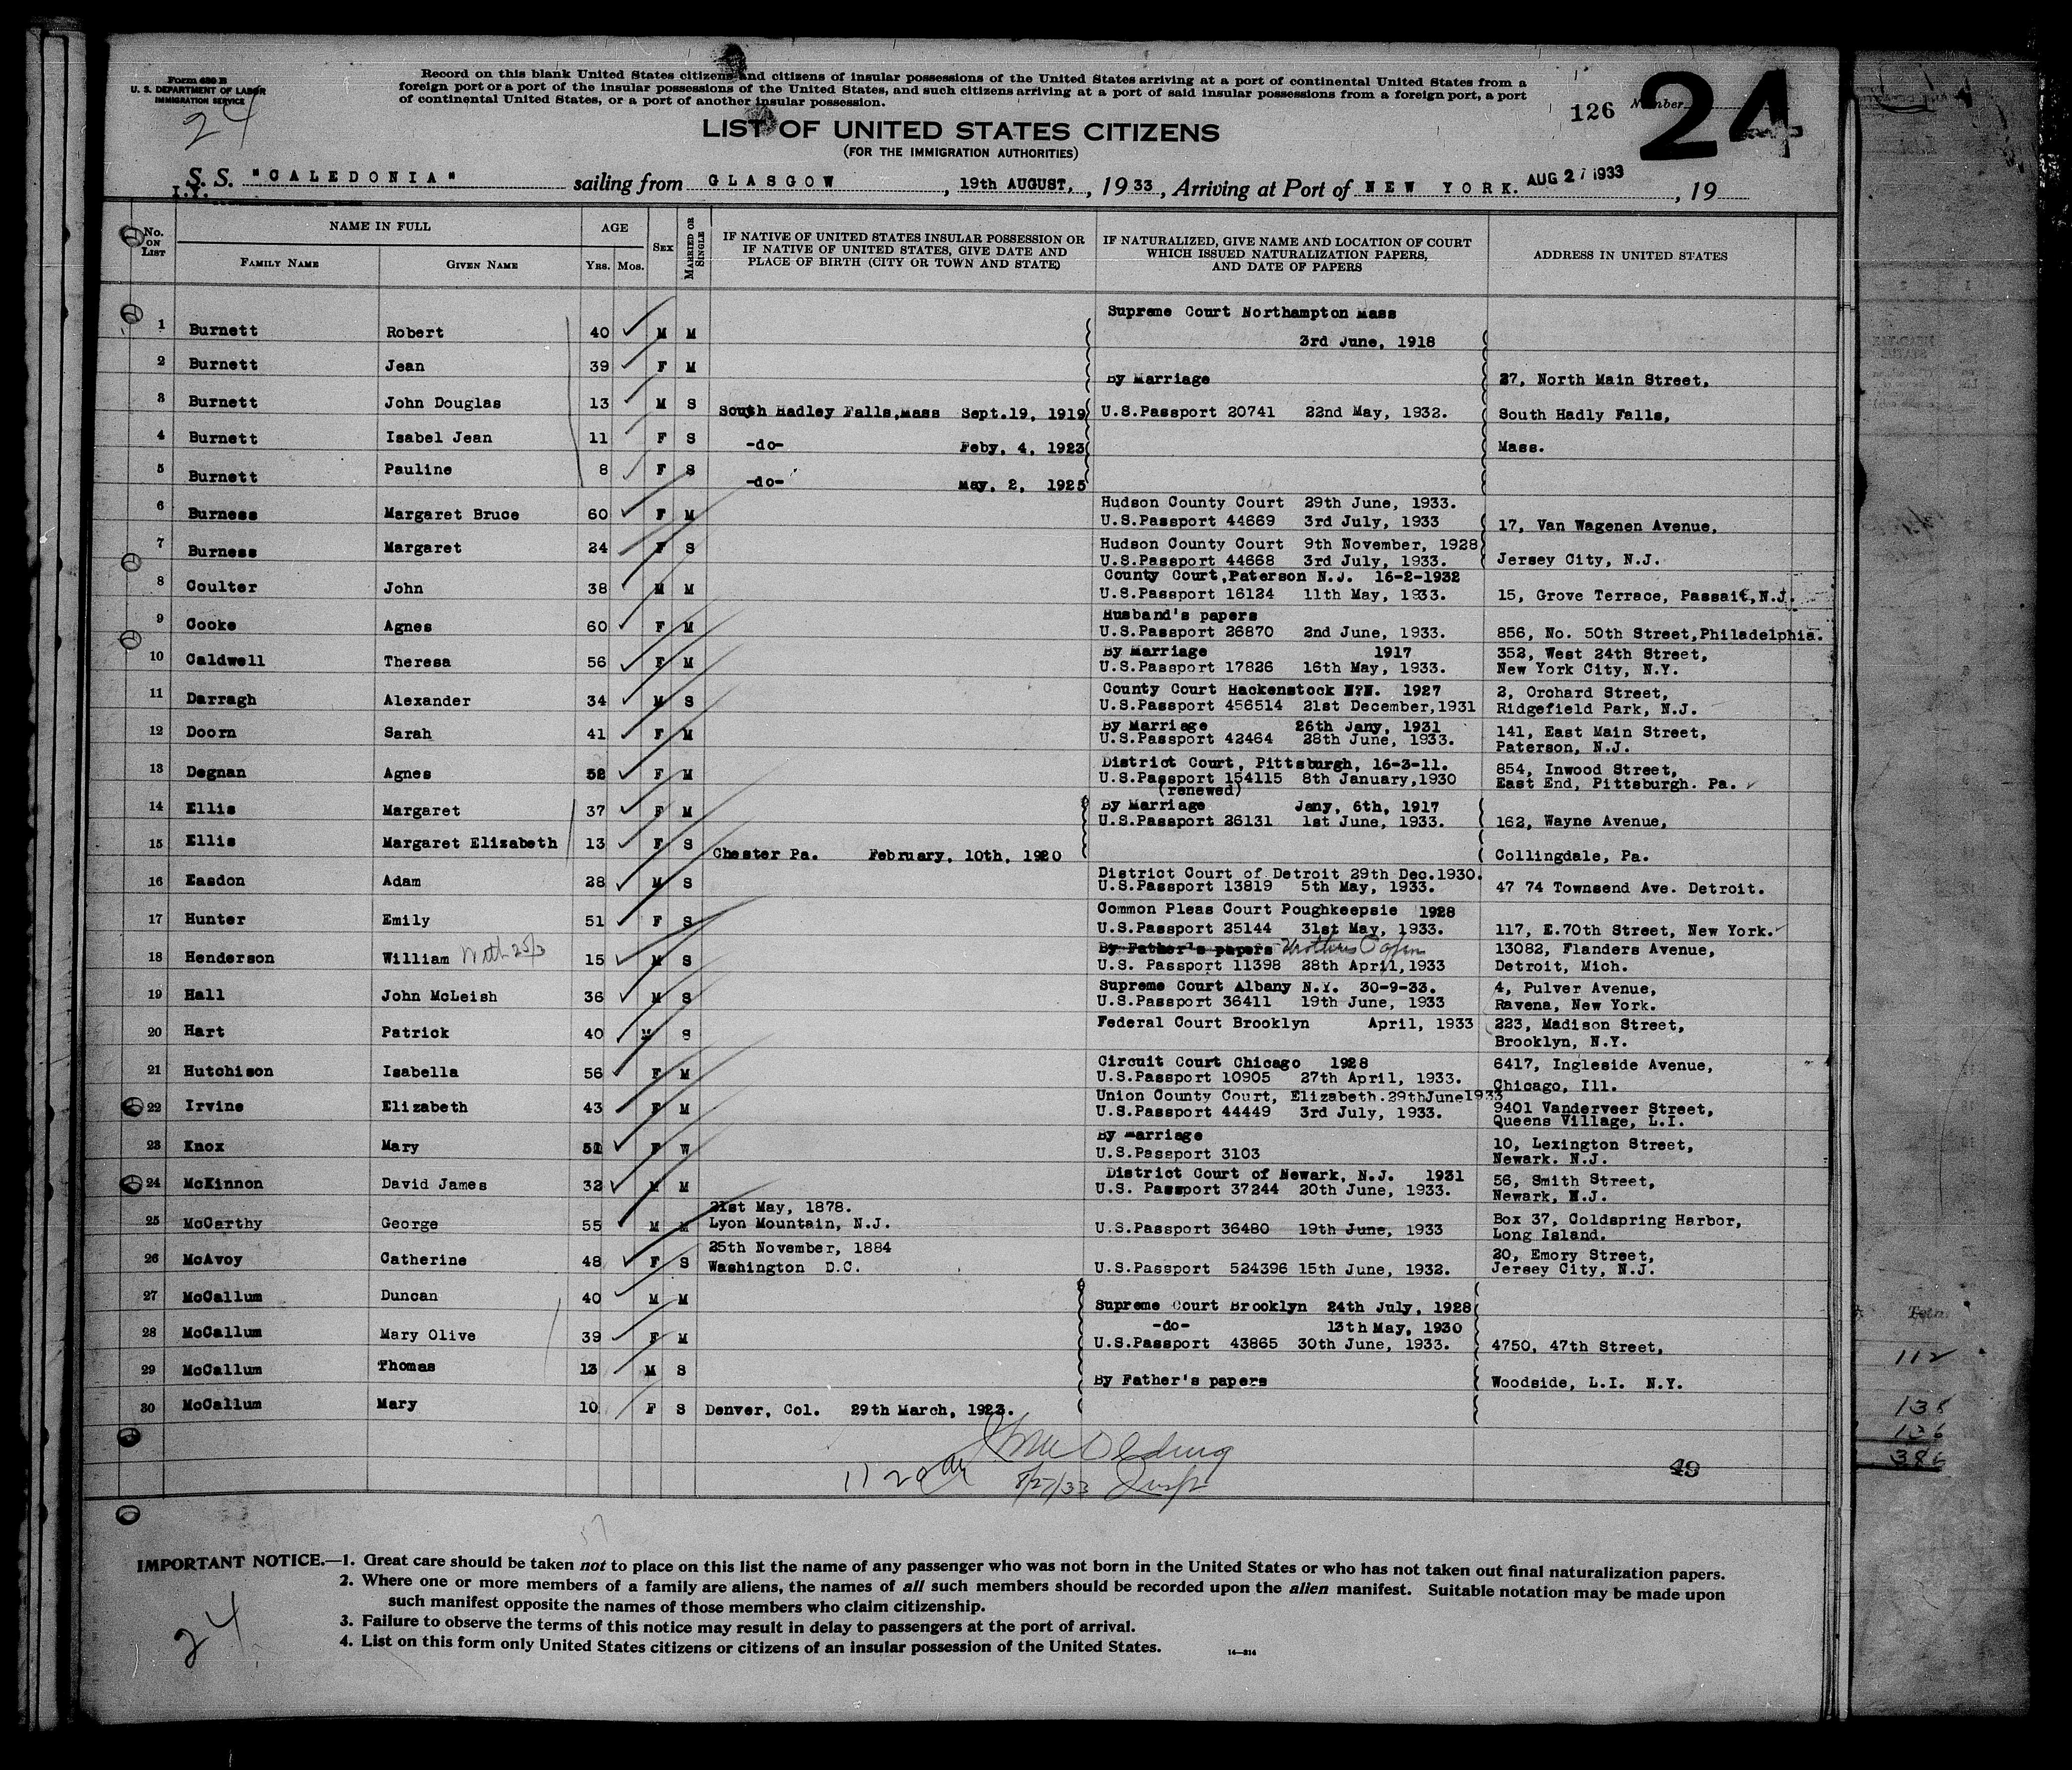 Form 630 B
U. S. DEPARTMENT OF LABOR
IMMIGRATION SERVICE
24
Record on this blank United States citizens and citizens of insular possessions of the United States arriving at a port of continental United States from a
foreign port or a port of the insular possessions of the United States, and such citizens arriving at a port of said insular possessions from a foreign port, a port
of continental United States, or a port of another insular possession.
126 Number 24
LIST OF UNITED STATES CITIZENS
(FOR THE IMMIGRATION AUTHORITIES)
S. S. "CALEDONIA" sailing from GLASGOW, 19th AUGUST, 1933, Arriving at Port of NEW YORK. AUG 27 1933, 19
No. ON LIST NAME IN FULL AGE SEX MARRIED OR SINGLE IF NATIVE OF UNITED STATES INSULAR POSSESSION OR IF NATIVE OF UNITED STATES, GIVE DATE AND PLACE OF BIRTH (CITY OR TOWN AND STATE) IF NATURALIZED, GIVE NAME AND LOCATION OF COURT WHICH ISSUED NATURALIZATION PAPERS, AND DATE OF PAPERS ADDRESS IN UNITED STATES
FAMILY NAME GIVEN NAME YRS. MOS.
Supreme Court Northampton Mass
1 Burnett Robert 40 M M 3rd June, 1918
2 Burnett Jean 39 F M By Marriage 27, North Main Street,
3 Burnett John Douglas 13 M S South Hadley Falls,Mass Sept.19, 1919 U.S.Passport 20741 22nd May, 1932. South Hadly Falls,
4 Burnett Isabel Jean 11 F S -do- Feby. 4, 1923 Mass.
5 Burnett Pauline 8 F S -do- May. 2, 1925
6 Burness Margaret Bruce 60 F M Hudson County Court 29th June, 1933.
U.S.Passport 44669 3rd July, 1933 17, Van Wagenen Avenue,
7 Burness Margaret 24 F S Hudson County Court 9th November, 1928
U.S.Passport 44668 3rd July, 1933. Jersey City, N.J.
8 Coulter John 38 M M County Court,Paterson N.J. 16-2-1932
U.S.Passport 16124 11th May, 1933. 15, Grove Terrace, Passait,N.J.
9 Cooke Agnes 60 F M Husband's papers
U.S.Passport 26870 2nd June, 1933. 856, No. 50th Street,Philadelphia.
10 Caldwell Theresa 56 F M By Marriage 1917 352, West 24th Street,
U.S.Passport 17826 16th May, 1933. New York City, N.Y.
11 Darragh Alexander 34 M S County Court Hackenstock N?N. 1927 2, Orchard Street,
U.S.Passport 456514 21st December,1931 Ridgefield Park, N.J.
12 Doorn Sarah 41 F M By Marriage 26th Jany, 1931 141, East Main Street,
U.S.Passport 42464 28th June, 1933. Paterson, N.J.
13 Degnan Agnes 52 F M District Court, Pittsburgh, 16-3-11. 854, Inwood Street,
U.S.Passport 154115 8th January,1930 East End, Pittsburgh. Pa.
(renewed)
14 Ellis Margaret 37 F M By Marriage Jany, 6th, 1917
U.S.Passport 26131 1st June, 1933. 162, Wayne Avenue,
15 Ellis Margaret Elizabeth 13 F S Chester Pa. February, 10th, 1920 Collingdale, Pa.
16 Easdon Adam 28 M S District Court of Detroit 29th Dec.1930.
U.S.Passport 13819 5th May, 1933. 47 74 Townsend Ave. Detroit.
17 Hunter Emily 51 F S Common Pleas Court Poughkeepsie 1928
U.S.Passport 25144 31st May, 1933. 117, E.70th Street, New York.
18 Henderson William With 25/3 15 M S By Father's papers Mothers 13082, Flanders Avenue,
U.S. Passport 11398 28th April,1933 Detroit, Mich.
19 Hall John McLeish 36 M S Supreme Court Albany N.Y. 30-9-33. 4, Pulver Avenue,
U.S.Passport 36411 19th June, 1933 Ravena, New York.
20 Hart Patrick 40 M S Federal Court Brooklyn April, 1933 223, Madison Street,
Brooklyn, N.Y.
21 Hutchison Isabella 56 F M Circuit Court Chicago 1928 6417, Ingleside Avenue,
U.S.Passport 10905 27th April, 1933. Chicago, Ill.
22 Irvine Elizabeth 43 F M Union County Court, Elizabeth.29thJune1933
U.S.Passport 44449 3rd July, 1933. 9401 Vanderveer Street,
Queens Village, L.I.
23 Knox Mary 51 F W By Marriage 10, Lexington Street,
U.S.Passport 3103 Newark. N.J.
24 McKinnon David James 32 M M District Court of Newark, N.J. 1931 56, Smith Street,
U.S. Passport 37244 20th June, 1933. Newark, N.J.
21st May, 1878.
25 McCarthy George 55 M M Lyon Mountain, N.J. U.S.Passport 36480 19th June, 1933 Box 37, Coldspring Harbor,
Long Island.
26 McAvoy Catherine 48 F S 25th November, 1884 20, Emory Street,
Washington D.C. U.S.Passport 524396 15th June, 1932. Jersey City, N.J.
27 McCallum Duncan 40 M M Supreme Court Brooklyn 24th July, 1928
28 McCallum Mary Olive 39 F M -do- 13th May, 1930
U.S.Passport 43865 30th June, 1933. 4750, 47th Street,
29 McCallum Thomas 13 M S By Father's papers Woodside, L.I. N.Y.
30 McCallum Mary 10 F S Denver, Col. 29th March, 1923.
11 20 am 8/27/33 Insp
49
IMPORTANT NOTICE.—1. Great care should be taken not to place on this list the name of any passenger who was not born in the United States or who has not taken out final naturalization papers.
2. Where one or more members of a family are aliens, the names of all such members should be recorded upon the alien manifest. Suitable notation may be made upon
such manifest opposite the names of those members who claim citizenship.
3. Failure to observe the terms of this notice may result in delay to passengers at the port of arrival.
4. List on this form only United States citizens or citizens of an insular possession of the United States.
14—814
24
112
138
136
386